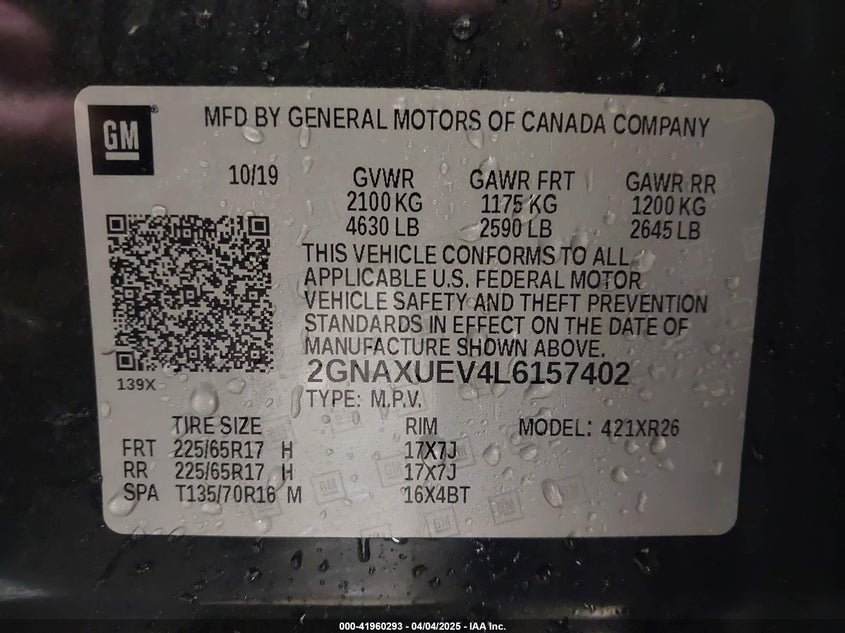 GM
MFD BY GENERAL MOTORS OF CANADA COMPANY
10/19 GVWR GAWR FRT GAWR RR
2100 KG 1175 KG 1200 KG
4630 LB 2590 LB 2645 LB
THIS VEHICLE CONFORMS TO ALL
APPLICABLE U.S. FEDERAL MOTOR
VEHICLE SAFETY AND THEFT PREVENTION
STANDARDS IN EFFECT ON THE DATE OF
MANUFACTURE SHOWN ABOVE.
139X
2GNAXUEV4L6157402
TYPE: M.P.V.
TIRE SIZE RIM MODEL: 421XR26
FRT 225/65R17 H 17X7J
RR 225/65R17 H 17X7J
SPA T135/70R16 M 16X4BT
000-41960293 - 04/04/2025 - IAA Inc.